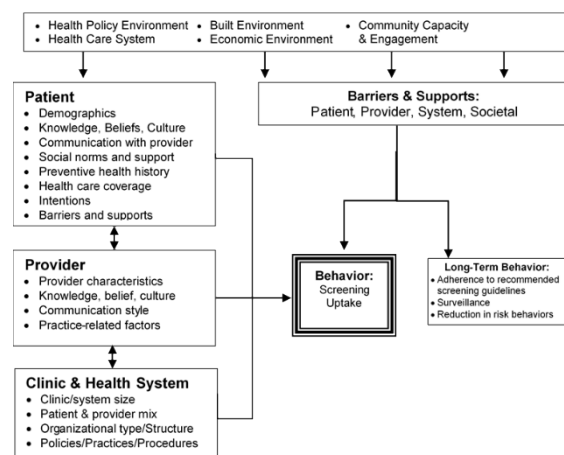 • Health Policy Environment
• Health Care System
• Built Environment
• Economic Environment
• Community Capacity
& Engagement
Patient
• Demographics
• Knowledge, Beliefs, Culture
• Communication with provider
• Social norms and support
• Preventive health history
• Health care coverage
• Intentions
• Barriers and supports
Barriers & Supports:
Patient, Provider, System, Societal
Provider
• Provider characteristics
• Knowledge, belief, culture
• Communication style
• Practice-related factors
Behavior:
Screening
Uptake
Long-Term Behavior:
• Adherence to recommended
screening guidelines
• Surveillance
• Reduction in risk behaviors
Clinic & Health System
• Clinic/system size
• Patient & provider mix
• Organizational type/Structure
• Policies/Practices/Procedures